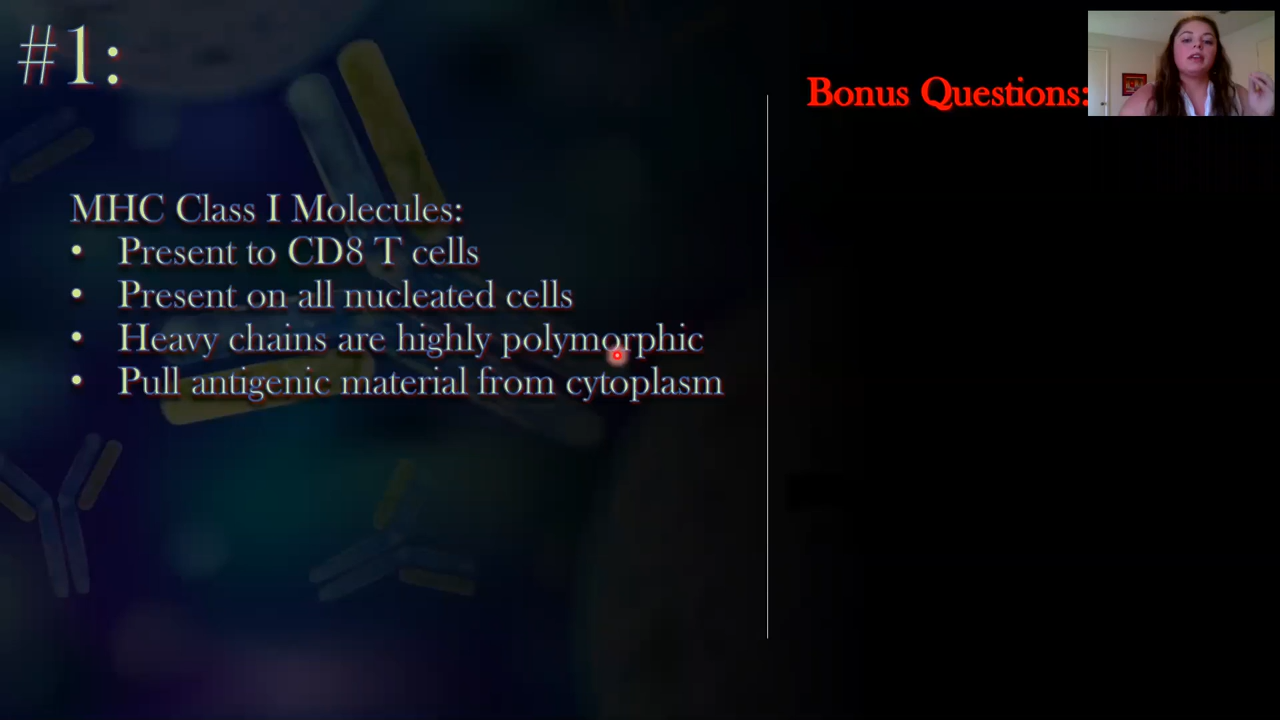 #1:
MHC Class I Molecules:
• Present to CD8 T cells
• Present on all nucleated cells
• Heavy chains are highly polymorphic
• Pull antigenic material from cytoplasm
Bonus Questions: